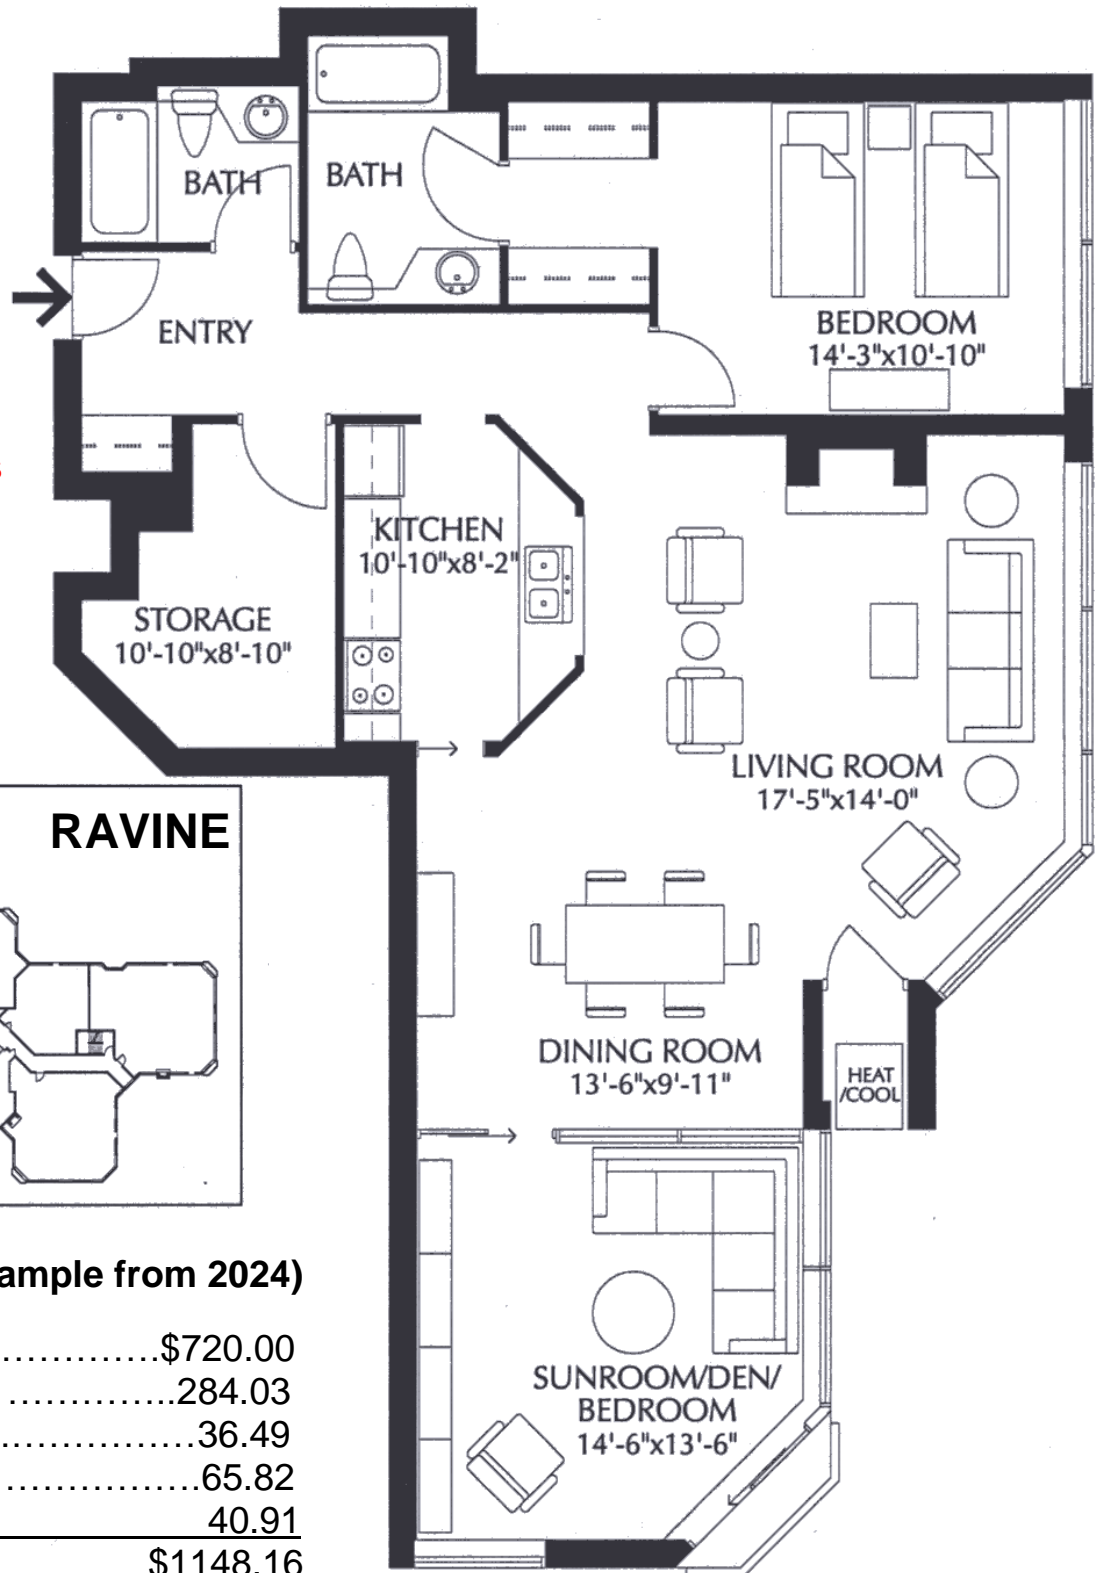 BATH
BATH
ENTRY
BEDROOM
14'-3"x10'-10"
KITCHEN
10'-10"x8'-2"
STORAGE
10'-10"x8'-10"
LIVING ROOM
17'-5"x14'-0"
RAVINE
DINING ROOM
13'-6"x9'-11"
HEAT
/COOL
ample from 2024)
..............$720.00
...............284.03
.................36.49
.................65.82
40.91
$1148.16
SUNROOM/DEN/
BEDROOM
14'-6"x13'-6"